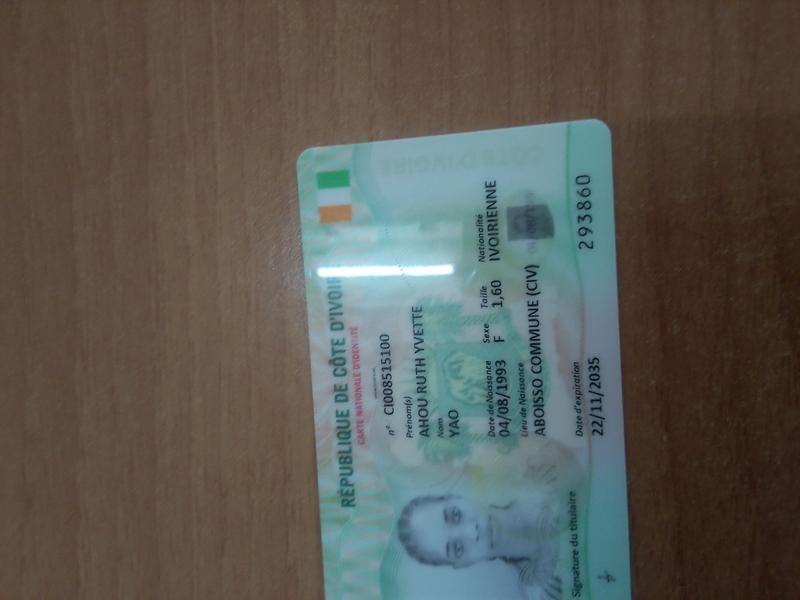 RÉPUBLIQUE DE CÔTE D'IVOIRE
CARTE NATIONALE D'IDENTITÉ
n° CI008515100
Prénom(s)
AHOU RUTH YVETTE
Nom
YAO
Date de Naissance Sexe Taille Nationalité
04/08/1993 F 1,60 IVOIRIENNE
Lieu de Naissance
ABOISSO COMMUNE (CIV)
Date d'expiration
22/11/2035
293860
Signature du titulaire